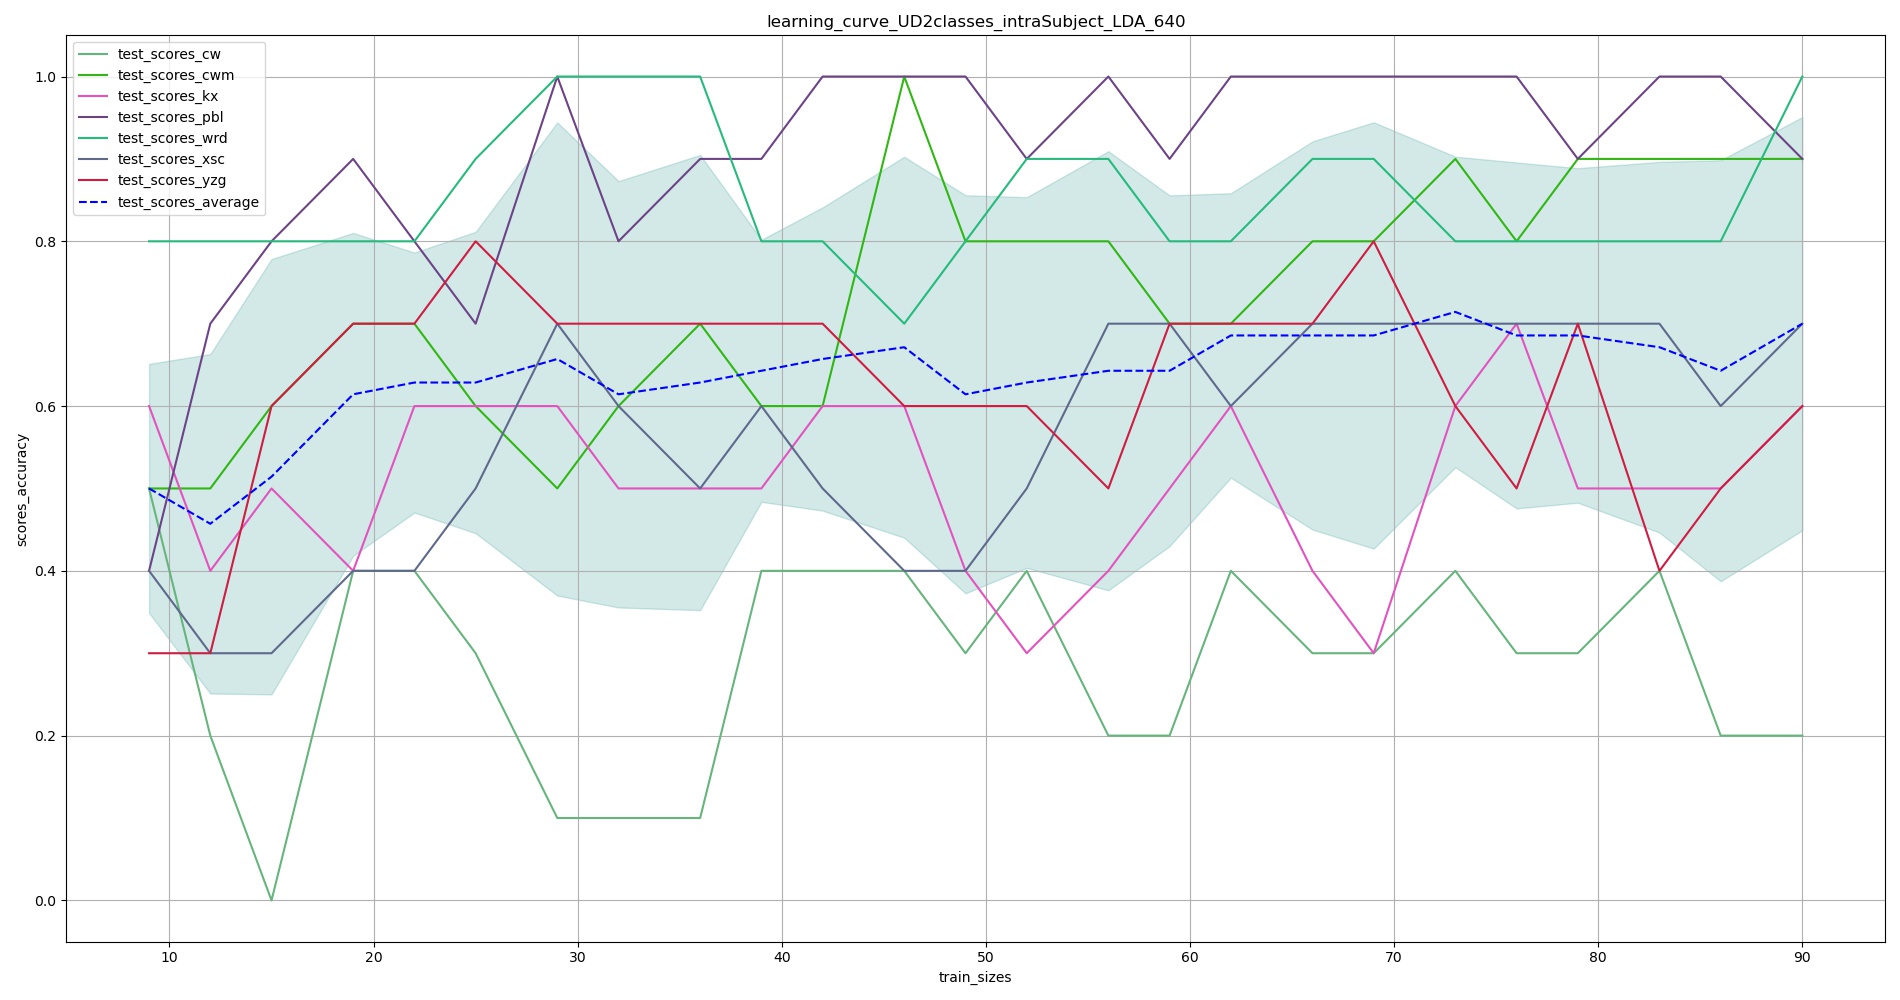 learning_curve_UD2classes_intraSubject_LDA_640
test_scores_cw
test_scores_cwm
test_scores_kx
test_scores_pbl
test_scores_wrd
test_scores_xsc
test_scores_yzg
test_scores_average
scores_accuracy
1.0
0.8
0.6
0.4
0.2
0.0
10 20 30 40 50 60 70 80 90
train_sizes